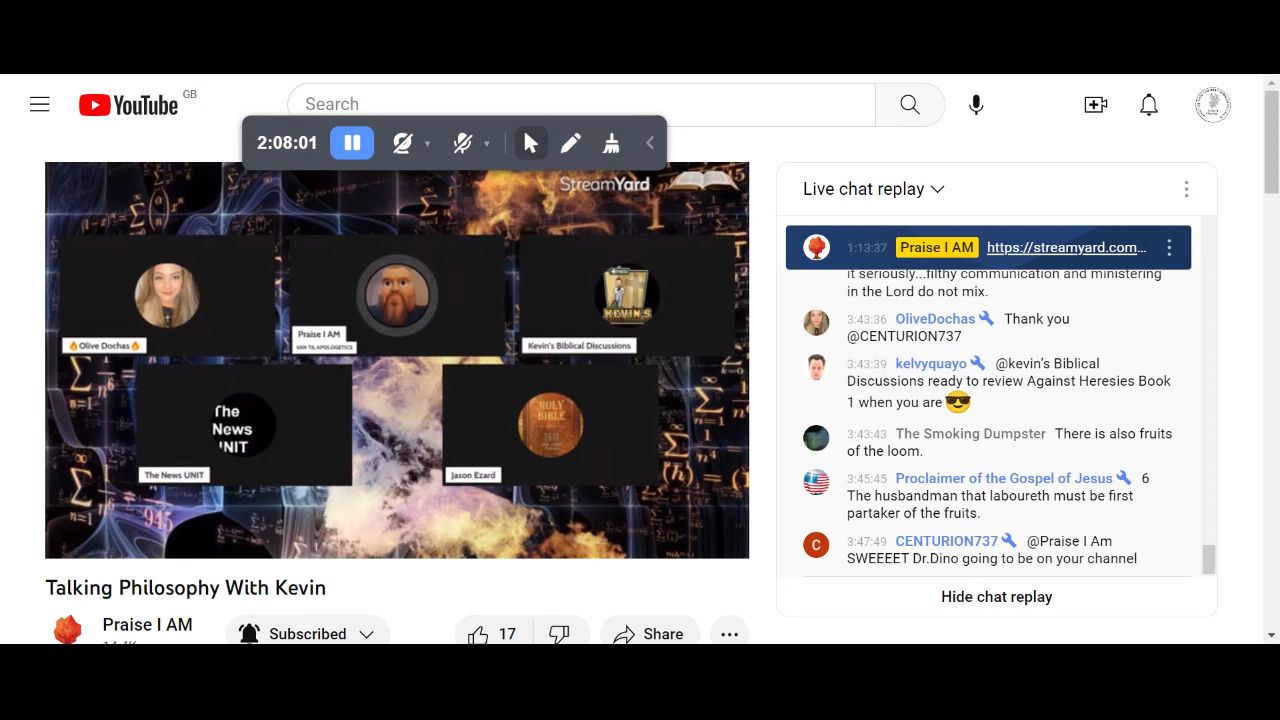 YouTube GB
Search
2:08:01
StreamYard
Olive Dochas
Praise I AM
VAN TIL APOLOGETICS
KEVIN'S
Kevin's Biblical Discussions
The
News
UNIT
The News UNIT
HOLY
BIBLE
Jason Ezard
Talking Philosophy With Kevin
Praise I AM
Subscribed
17
Share
Live chat replay
1:13:37 Praise I AM https://streamyard.com...
it seriously...filthy communication and ministering
in the Lord do not mix.
3:43:36 OliveDochas Thank you
@CENTURION737
3:43:39 kelvyquayo @kevin's Biblical
Discussions ready to review Against Heresies Book
1 when you are😎
3:43:43 The Smoking Dumpster There is also fruits
of the loom.
3:45:45 Proclaimer of the Gospel of Jesus 6
The husbandman that laboureth must be first
partaker of the fruits.
C
3:47:49 CENTURION737 @Praise I Am
SWEEEET Dr.Dino going to be on your channel
Hide chat replay